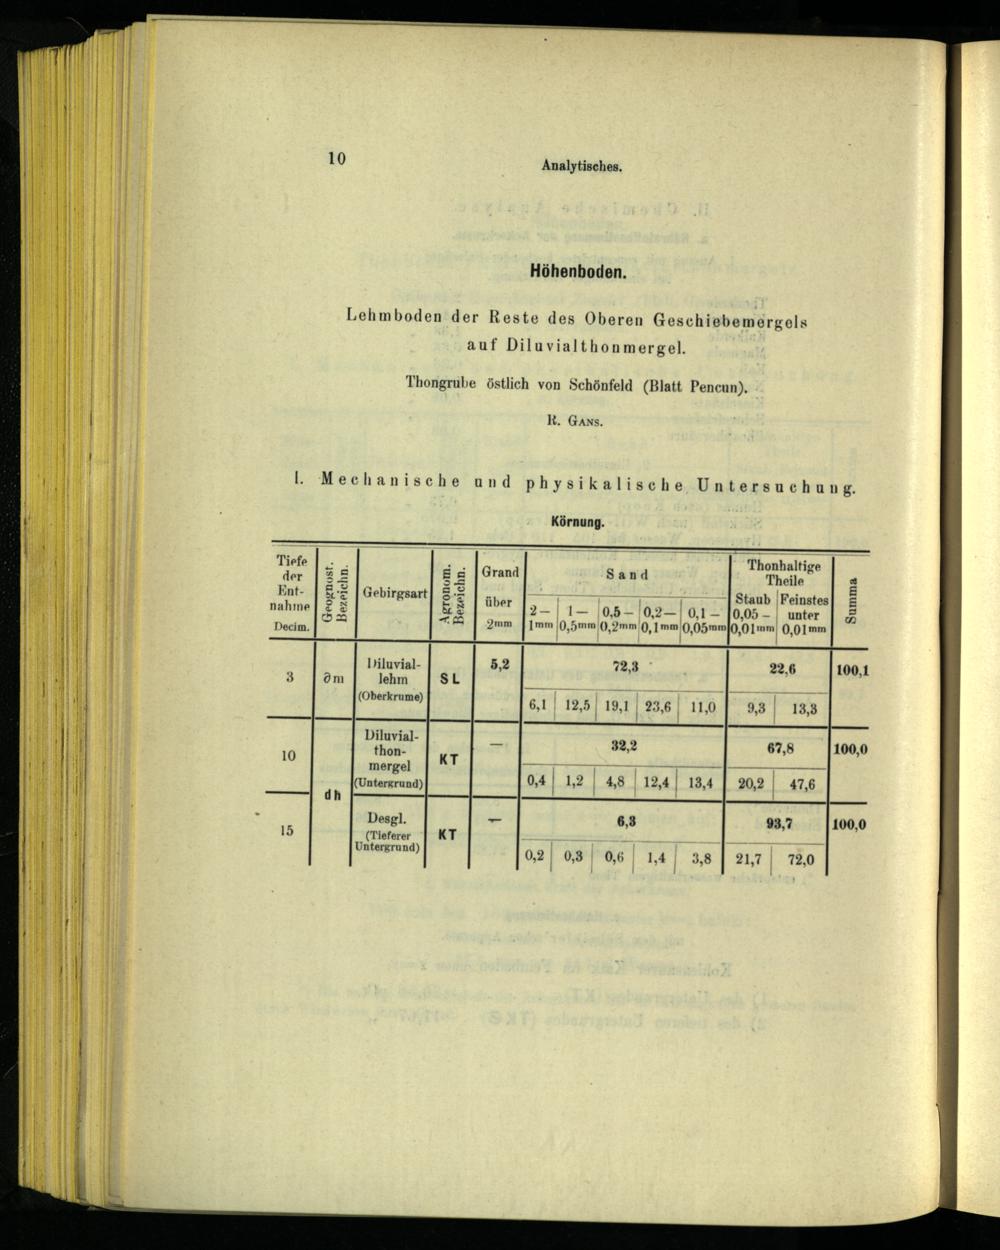 10
Analytisches.
Höhenboden.
Lehmboden der Reste des Oberen Geschiebemergels
auf Diluvialthonmergel.
Thongrube östlich von Schönfeld (Blatt Pencun).
R. GANS.
I. Mechanische und physikalische Untersuchung.
Körnung.
Tiefe der Ent-nahme Decim. | Geognost. Bezeichn. | Gebirgsart | Agronom. Bezeichn. | Grand über 2mm | Sand | Thonhaltige Theile | Summa
2— 1mm | 1— 0,5mm | 0,5— 0,2mm | 0,2— 0,1mm | 0,1— 0,05mm | Staub 0,05— 0,01mm | Feinstes unter 0,01mm
3 | ∂m | Diluvial-lehm (Oberkrume) | SL | 5,2 | 72,3 | 22,6 | 100,1
6,1 | 12,5 | 19,1 | 23,6 | 11,0 | 9,3 | 13,3
10 | dh | Diluvial-thon-mergel (Untergrund) | KT | — | 32,2 | 67,8 | 100,0
0,4 | 1,2 | 4,8 | 12,4 | 13,4 | 20,2 | 47,6
15 | Desgl. (Tieferer Untergrund) | KT | — | 6,3 | 93,7 | 100,0
0,2 | 0,3 | 0,6 | 1,4 | 3,8 | 21,7 | 72,0